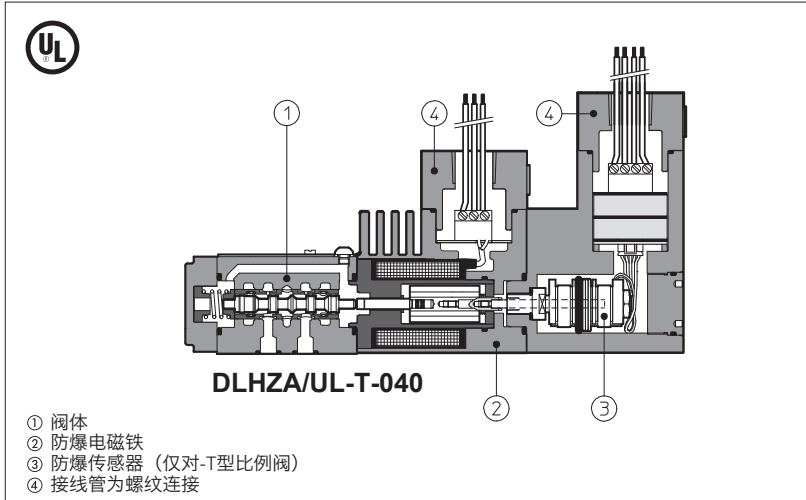 UL
®
① ④ ④
DLHZA/UL-T-040
② ③
① 阀体
② 防爆电磁铁
③ 防爆传感器（仅对-T型比例阀）
④ 接线管为螺纹连接